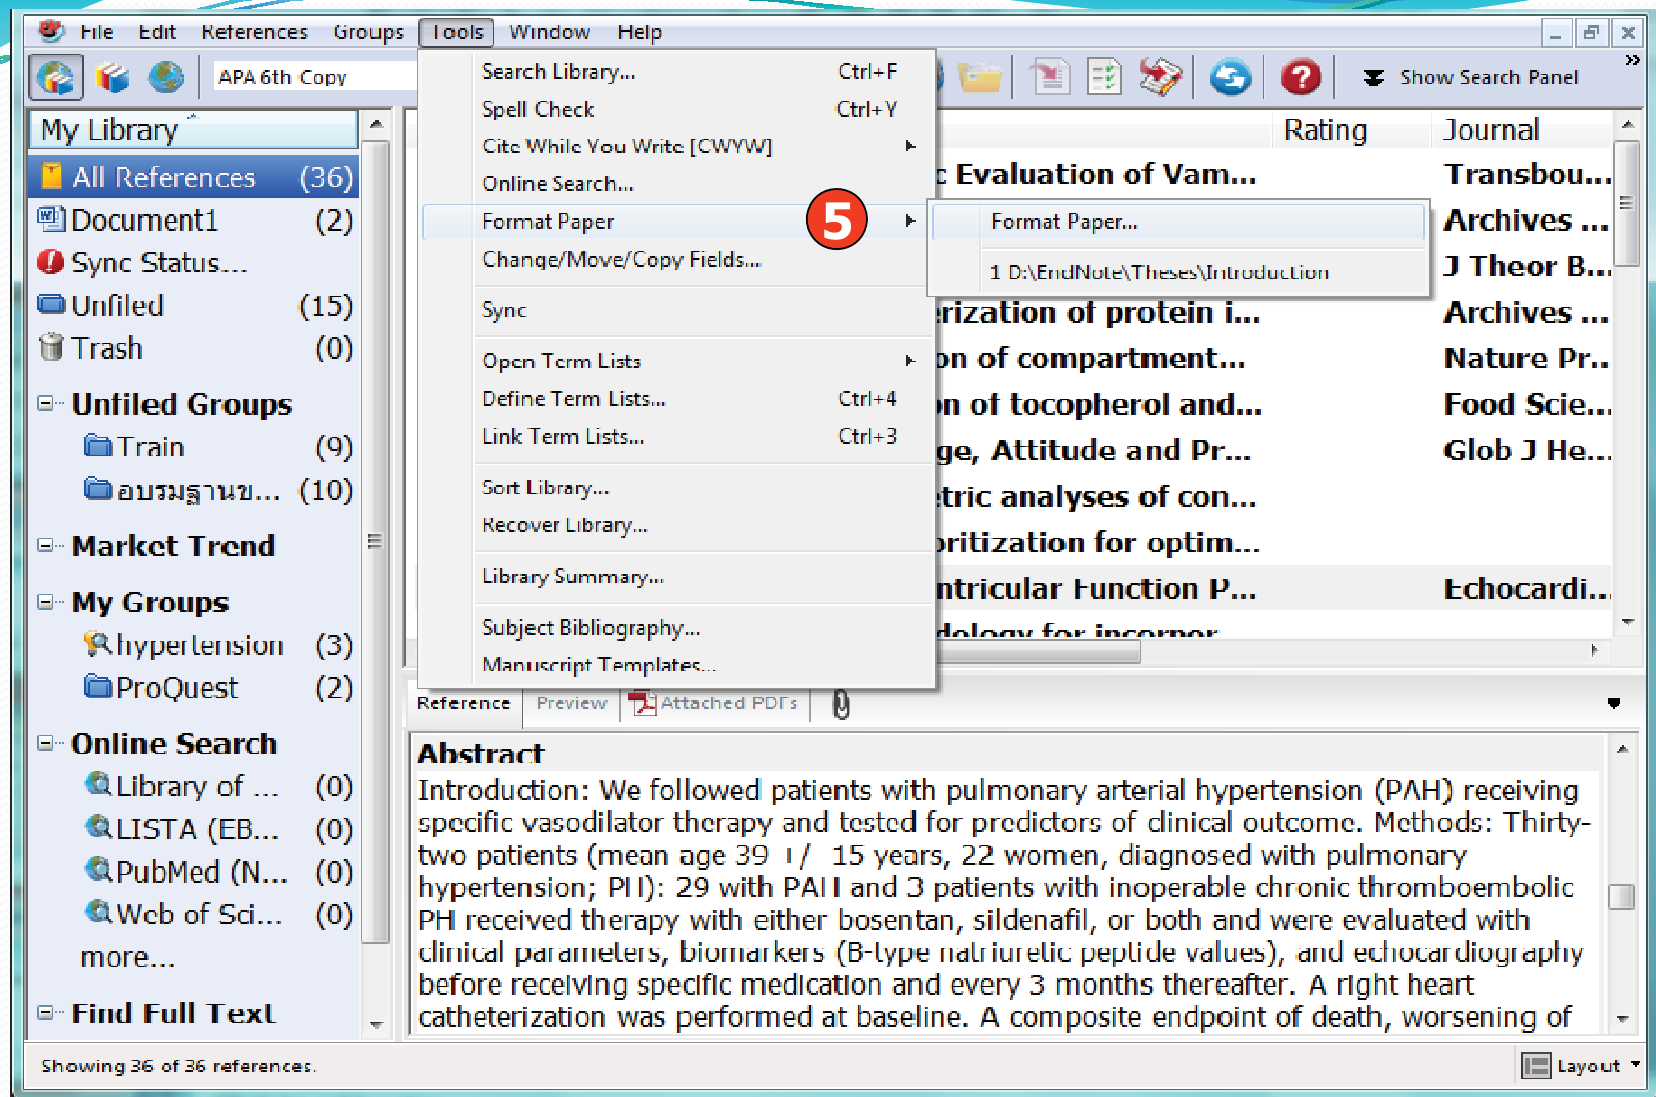 File Edit References Groups Tools Window Help
APA 6th Copy
Show Search Panel
My Library
All References (36)
Document1 (2)
Sync Status...
Unfiled (15)
Trash (0)
Unfiled Groups
Train (9)
อบรมฐานข... (10)
Market Trend
My Groups
hypertension (3)
ProQuest (2)
Online Search
Library of ... (0)
LISTA (EB... (0)
PubMed (N... (0)
Web of Sci... (0)
more...
Find Full Text
Search Library... Ctrl+F
Spell Check Ctrl+Y
Cite While You Write [CWYW]
Online Search...
Format Paper 5
Change/Move/Copy Fields...
Sync
Open Term Lists
Define Term Lists... Ctrl+4
Link Term Lists... Ctrl+3
Sort Library...
Recover Library...
Library Summary...
Subject Bibliography...
Manuscript Templates...
Format Paper...
1 D:\EndNote\Theses\Introduction
Rating Journal
c Evaluation of Vam... Transbou...
Archives ...
J Theor B...
erization of protein i... Archives ...
on of compartment... Nature Pr...
on of tocopherol and... Food Scie...
ge, Attitude and Pr... Glob J He...
tric analyses of con...
oritization for optim...
ntricular Function P... Echocardi...
dology for incorpor
Reference Preview Attached PDFs
Abstract
Introduction: We followed patients with pulmonary arterial hypertension (PAH) receiving
specific vasodilator therapy and tested for predictors of clinical outcome. Methods: Thirty-
two patients (mean age 39 +/- 15 years, 22 women, diagnosed with pulmonary
hypertension; PH): 29 with PAH and 3 patients with inoperable chronic thromboembolic
PH received therapy with either bosentan, sildenafil, or both and were evaluated with
clinical parameters, biomarkers (B-type natriuretic peptide values), and echocardiography
before receiving specific medication and every 3 months thereafter. A right heart
catheterization was performed at baseline. A composite endpoint of death, worsening of
Showing 36 of 36 references.
Layout